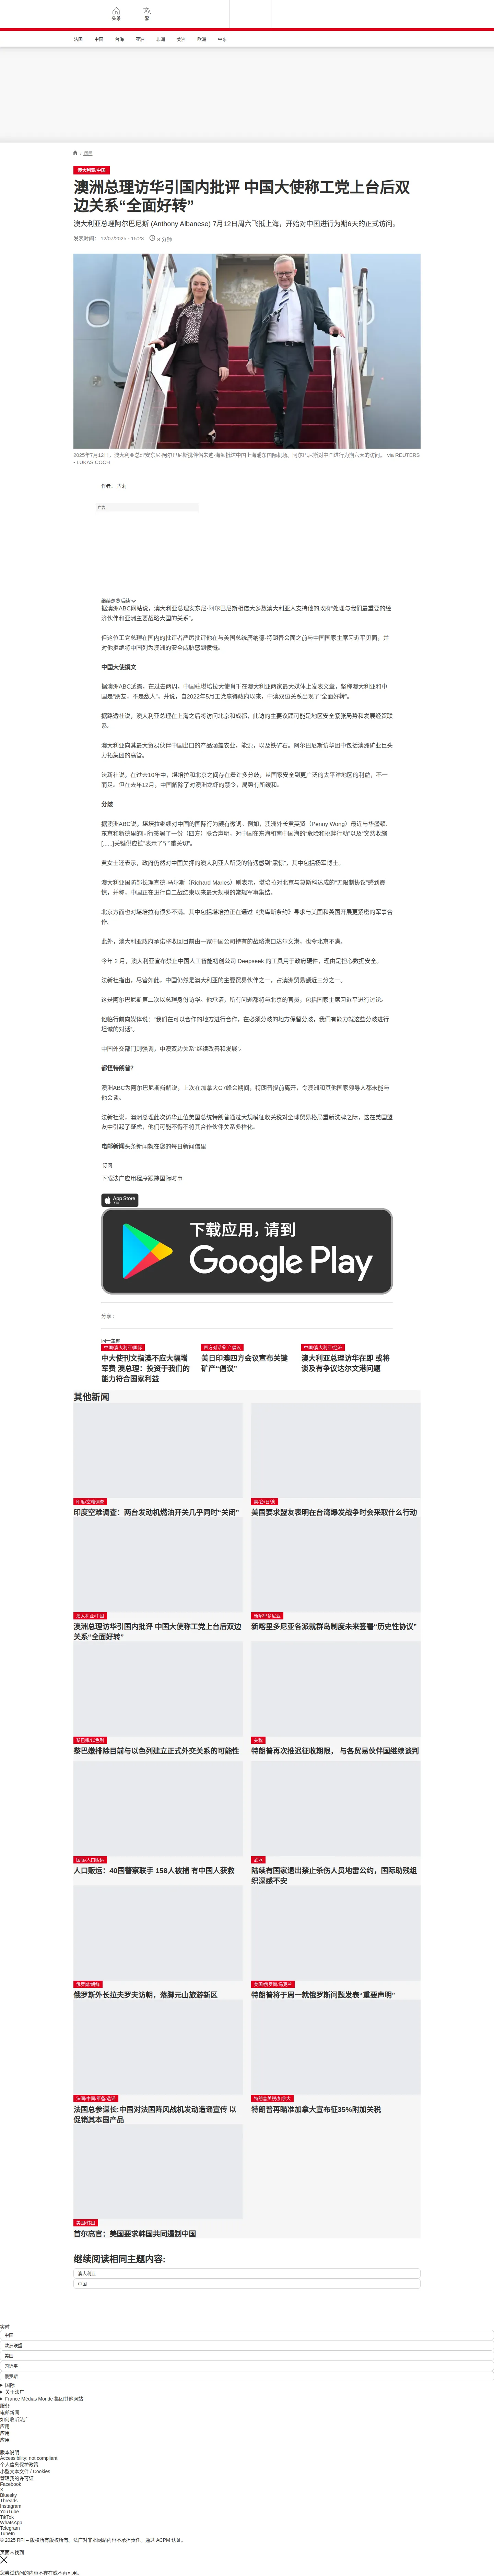 头条
繁
法国
中国
台海
亚洲
非洲
美洲
欧洲
中东
/ 国际
澳大利亚/中国
澳洲总理访华引国内批评 中国大使称工党上台后双
边关系“全面好转”
澳大利亚总理阿尔巴尼斯 (Anthony Albanese) 7月12日周六飞抵上海，开始对中国进行为期6天的正式访问。
发表时间： 12/07/2025 - 15:23
6 分钟
2025年7月12日，澳大利亚总理安东尼·阿尔巴尼斯携伴侣朱迪·海顿抵达中国上海浦东国际机场。阿尔巴尼斯对中国进行为期六天的访问。 via REUTERS
- LUKAS COCH
作者： 古莉
广告
继续浏览后续
据澳洲ABC网站说，澳大利亚总理安东尼·阿尔巴尼斯相信大多数澳大利亚人支持他的政府“处理与我们最重要的经
济伙伴和亚洲主要战略大国的关系”。
但这位工党总理在国内的批评者严厉批评他在与美国总统唐纳德·特朗普会面之前与中国国家主席习近平见面，并
对他拒绝将中国列为澳洲的安全威胁感到愤慨。
中国大使撰文
据澳洲ABC透露，在过去两周，中国驻堪培拉大使肖千在澳大利亚两家最大媒体上发表文章，坚称澳大利亚和中
国是“朋友，不是敌人”，并说，自2022年5月工党赢得政府以来，中澳双边关系出现了“全面好转”。
据路透社说，澳大利亚总理在上海之后将访问北京和成都，此访的主要议题可能是地区安全紧张局势和发展经贸联
系。
澳大利亚向其最大贸易伙伴中国出口的产品涵盖农业，能源，以及铁矿石。阿尔巴尼斯访华团中包括澳洲矿业巨头
力拓集团的高管。
法新社说，在过去10年中，堪培拉和北京之间存在着许多分歧，从国家安全到更广泛的太平洋地区的利益，不一
而足。但在去年12月，中国解除了对澳洲龙虾的禁令，局势有所缓和。
分歧
据澳洲ABC说，堪培拉继续对中国的国际行为颇有微词。例如，澳洲外长黄英贤（Penny Wong）最近与华盛顿、
东京和新德里的同行签署了一份（四方）联合声明，对中国在东海和南中国海的“危险和挑衅行动”以及“突然收缩
[......]关键供应链”表示了“严重关切”。
黄女士还表示，政府仍然对中国关押的澳大利亚人所受的待遇感到“震惊”，其中包括杨军博士。
澳大利亚国防部长理查德·马尔斯（Richard Marles）则表示，堪培拉对北京与莫斯科达成的“无限制协议”感到震
惊，并称，中国正在进行自二战结束以来最大规模的常规军事集结。
北京方面也对堪培拉有很多不满。其中包括堪培拉正在通过《奥库斯条约》寻求与美国和英国开展更紧密的军事合
作。
此外，澳大利亚政府承诺将收回目前由一家中国公司持有的战略港口达尔文港，也令北京不满。
今年 2 月，澳大利亚宣布禁止中国人工智能初创公司 Deepseek 的工具用于政府硬件，理由是担心数据安全。
法新社指出，尽管如此，中国仍然是澳大利亚的主要贸易伙伴之一，占澳洲贸易额近三分之一。
这是阿尔巴尼斯第二次以总理身份访华。他承诺，所有问题都将与北京的官员，包括国家主席习近平进行讨论。
他临行前向媒体说：“我们在可以合作的地方进行合作，在必须分歧的地方保留分歧，我们有能力就这些分歧进行
坦诚的对话”。
中国外交部门则强调，中澳双边关系“继续改善和发展”。
都怪特朗普?
澳洲ABC为阿尔巴尼斯辩解说，上次在加拿大G7峰会期间，特朗普提前离开，令澳洲和其他国家领导人都未能与
他会谈。
法新社说，澳洲总理此次访华正值美国总统特朗普通过大规模征收关税对全球贸易格局重新洗牌之际，这在美国盟
友中引起了疑虑，他们可能不得不将其合作伙伴关系多样化。
电邮新闻头条新闻就在您的每日新闻信里
订阅
下载法广应用程序跟踪国际时事
App Store
下载
下载应用，请到
Google Play
分享 :
同一主题
中国/澳大利亚/国际
中大使刊文指澳不应大幅增
军费 澳总理：投资于我们的
能力符合国家利益
四方对话/矿产倡议
美日印澳四方会议宣布关键
矿产“倡议”
中国/澳大利亚/经济
澳大利亚总理访华在即 或将
谈及有争议达尔文港问题
其他新闻
印度/空难调查
印度空难调查：两台发动机燃油开关几乎同时“关闭”
美/台/日/澳
美国要求盟友表明在台湾爆发战争时会采取什么行动
澳大利亚/中国
澳洲总理访华引国内批评 中国大使称工党上台后双边
关系“全面好转”
新喀里多尼亚
新喀里多尼亚各派就群岛制度未来签署"历史性协议"
黎巴嫩/以色列
黎巴嫩排除目前与以色列建立正式外交关系的可能性
关税
特朗普再次推迟征收期限， 与各贸易伙伴国继续谈判
国际/人口贩运
人口贩运：40国警察联手 158人被捕 有中国人获救
武器
陆续有国家退出禁止杀伤人员地雷公约，国际助残组
织深感不安
俄罗斯/朝鲜
俄罗斯外长拉夫罗夫访朝，落脚元山旅游新区
美国/俄罗斯/乌克兰
特朗普将于周一就俄罗斯问题发表“重要声明”
法国/中国/军备/造谣
法国总参谋长:中国对法国阵风战机发动造谣宣传 以
促销其本国产品
特朗普关税/加拿大
特朗普再瞄准加拿大宣布征35%附加关税
美国/韩国
首尔高官：美国要求韩国共同遏制中国
继续阅读相同主题内容:
澳大利亚
中国
实时
中国
欧洲联盟
美国
习近平
俄罗斯
国际
关于法广
France Médias Monde 集团其他网站
服务
电邮新闻
如何收听法广
应用
应用
应用
版本说明
Accessibility: not compliant
个人信息保护政策
小型文本文件 / Cookies
管理我的许可证
Facebook
X
Bluesky
Threads
Instagram
YouTube
TikTok
WhatsApp
Telegram
TuneIn
© 2025 RFI – 版权所有版权所有。法广对非本网站内容不承担责任。通过 ACPM 认证。
页面未找到
您尝试访问的内容不存在或不再可用。